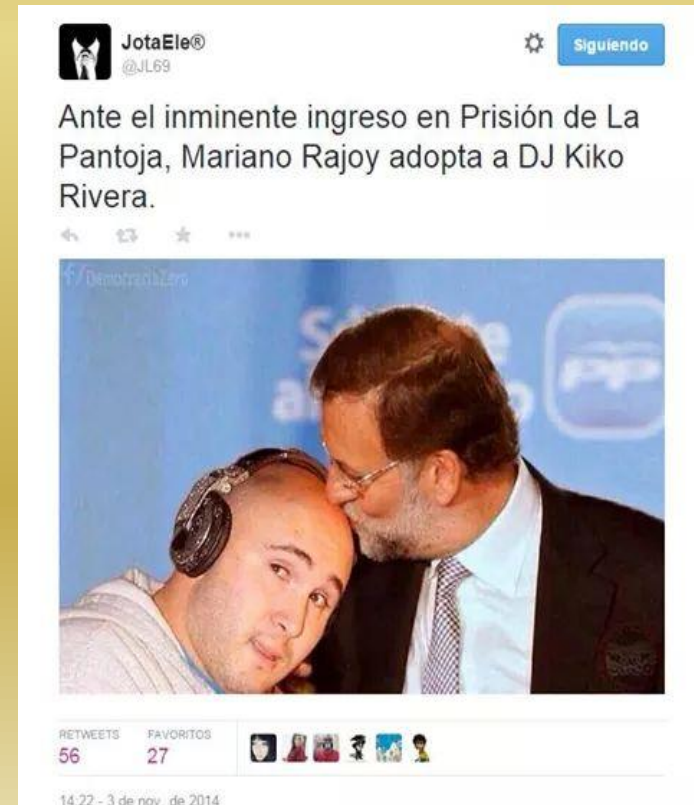 JotaEle®
@JL69
Siguiendo
Ante el inminente ingreso en Prisión de La
Pantoja, Mariano Rajoy adopta a DJ Kiko
Rivera.
f/DemocraciaZero
pp
RETWEETS FAVORITOS
56 27
14:22 - 3 de nov. de 2014